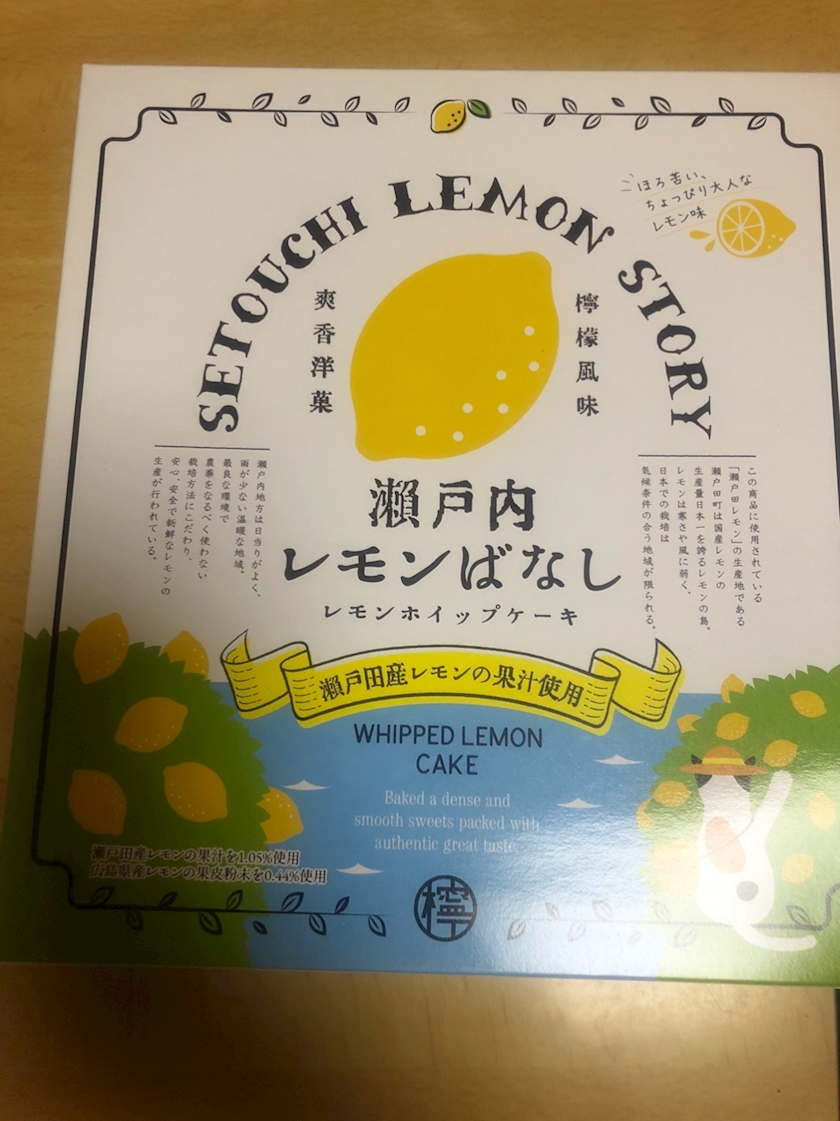 SETOUCHI LEMON STORY
ほろ苦い、
ちょっぴり大人な
レモン味
檸檬風味
爽香洋菓
瀬戸内
レモンばなし
レモンホイップケーキ
この商品に使用されている
「瀬戸田レモン」の生産地である
瀬戸田町は国産レモンの
生産量日本一を誇るレモンの島。
レモンは寒さや風に弱く、
日本での栽培は
気候条件の合う地域が限られる。
瀬戸内地方は日当りがよく、
雨が少ない温暖な地域。
最良な環境で
農薬をなるべく使わない
栽培方法にこだわり、
安心、安全で新鮮なレモンの
生産が行われている。
瀬戸田産レモンの果汁使用
WHIPPED LEMON
CAKE
Baked a dense and
smooth sweets packed with
authentic great taste.
瀬戸田産レモンの果汁を1.05%使用
広島県産レモンの果皮粉末を0.44%使用
檸